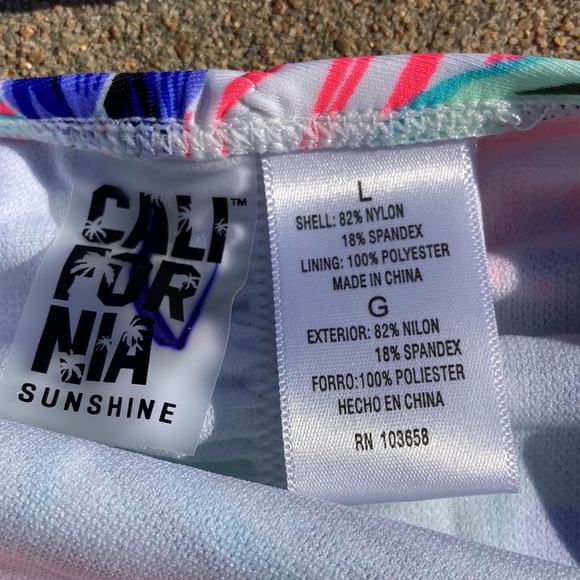 CALI™
FOR
NIA
SUNSHINE
L
SHELL: 82% NYLON
18% SPANDEX
LINING: 100% POLYESTER
MADE IN CHINA
G
EXTERIOR: 82% NILON
18% SPANDEX
FORRO:100% POLIESTER
HECHO EN CHINA
RN 103658